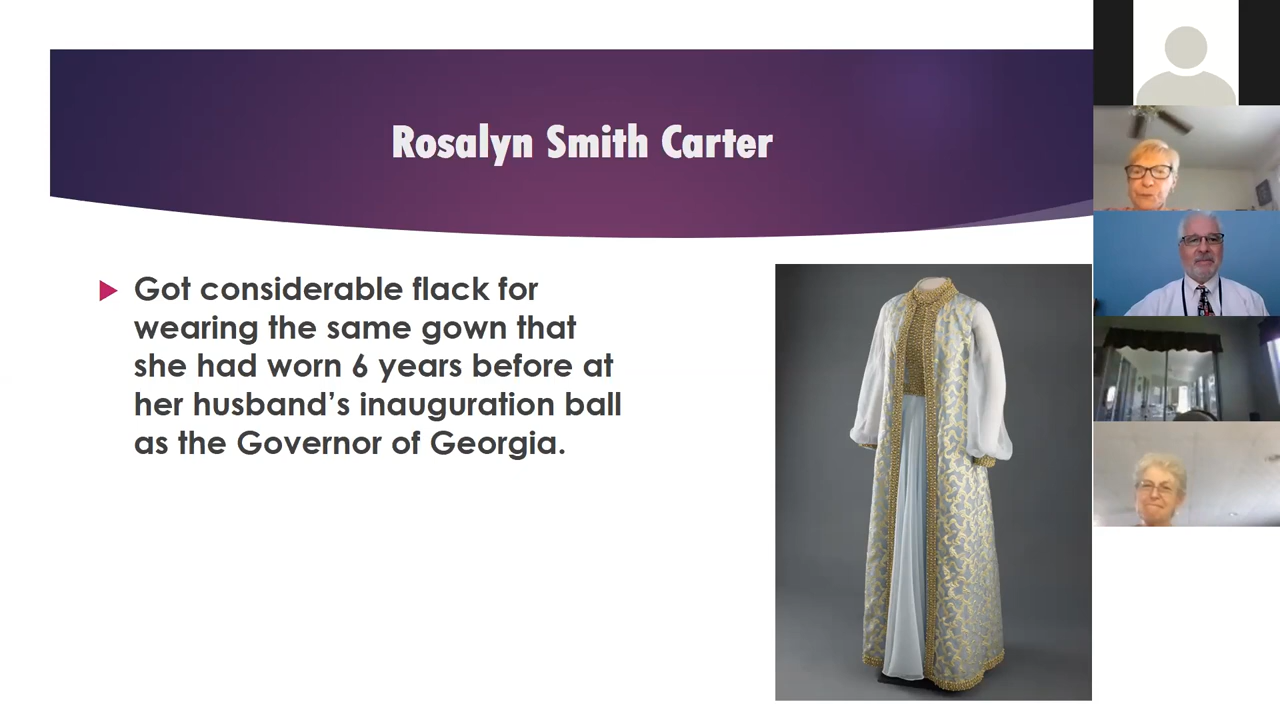 Rosalyn Smith Carter
Got considerable flack for
wearing the same gown that
she had worn 6 years before at
her husband’s inauguration ball
as the Governor of Georgia.